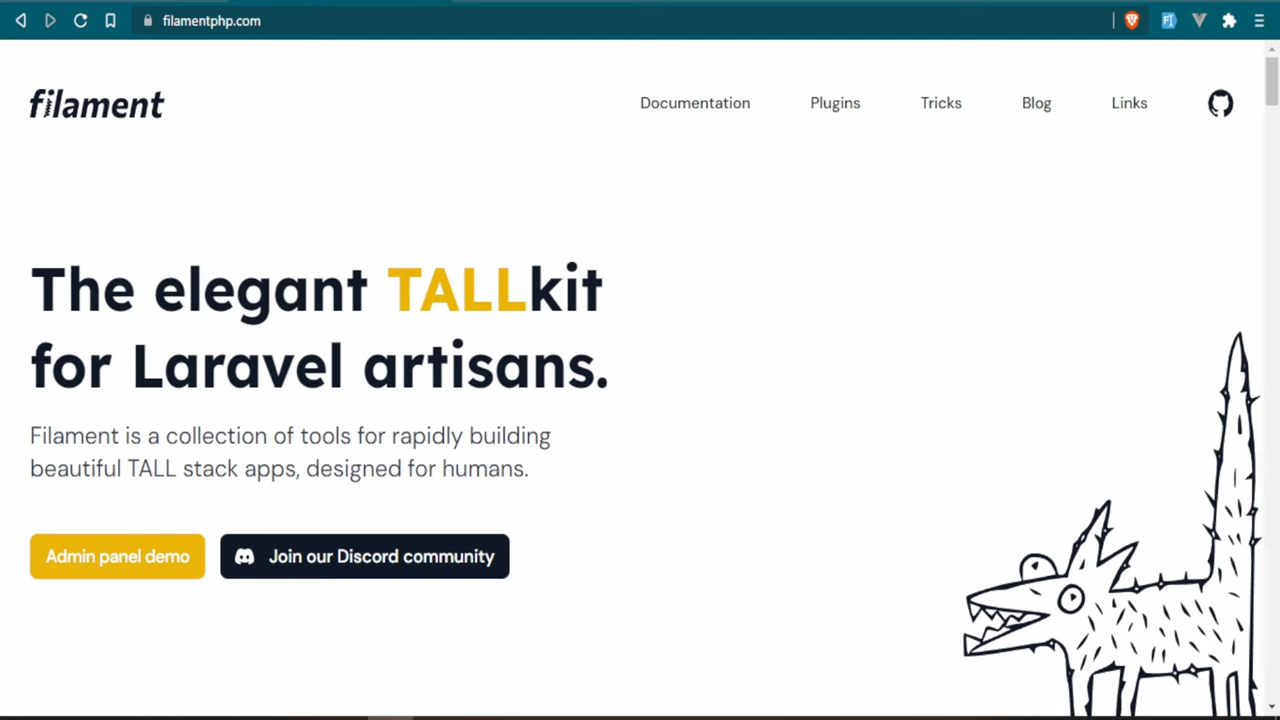 filamentphp.com
filament
Documentation Plugins Tricks Blog Links
The elegant TALLkit
for Laravel artisans.
Filament is a collection of tools for rapidly building
beautiful TALL stack apps, designed for humans.
Admin panel demo Join our Discord community